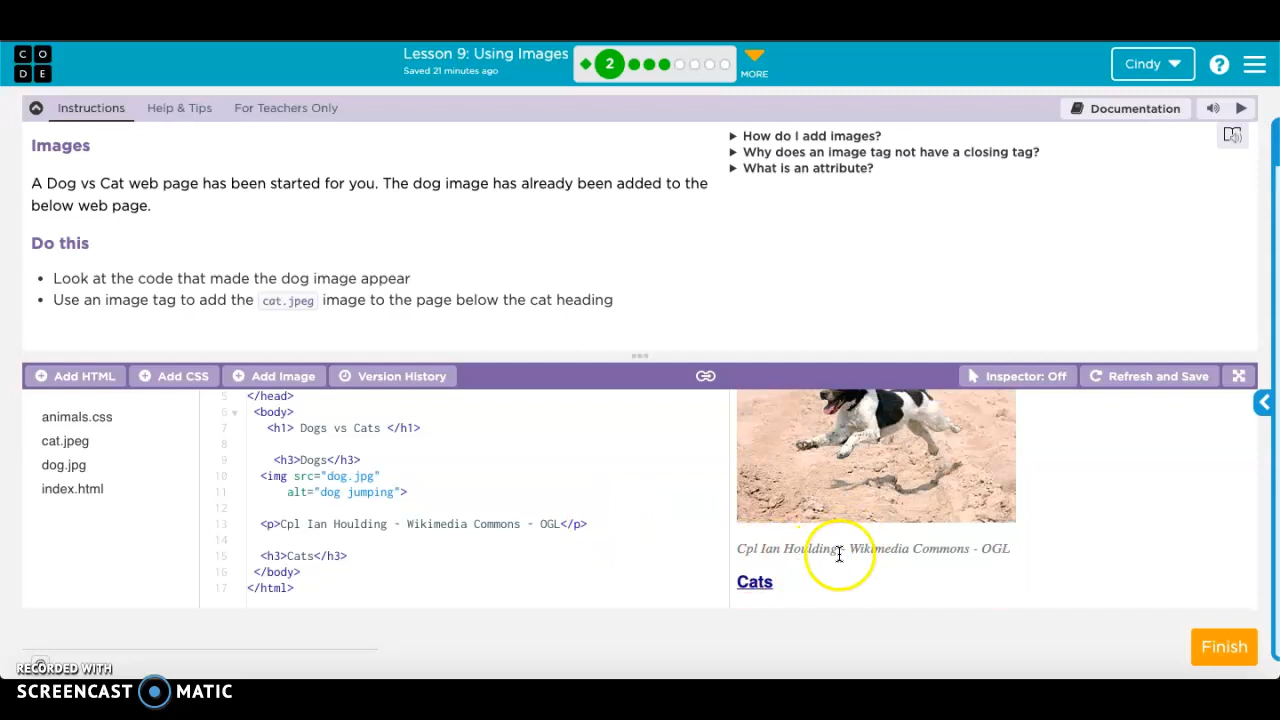 CODE
Lesson 9: Using Images
Saved 21 minutes ago
2
MORE
Cindy
?
Instructions
Help & Tips
For Teachers Only
Documentation
Images
A Dog vs Cat web page has been started for you. The dog image has already been added to the
below web page.
Do this
• Look at the code that made the dog image appear
• Use an image tag to add the cat.jpeg image to the page below the cat heading
How do I add images?
Why does an image tag not have a closing tag?
What is an attribute?
Add HTML
Add CSS
Add Image
Version History
Inspector: Off
Refresh and Save
animals.css
cat.jpeg
dog.jpg
index.html
5 </head>
6 <body>
7 <h1> Dogs vs Cats </h1>
8
9 <h3>Dogs</h3>
10 <img src="dog.jpg"
11 alt="dog jumping">
12
13 <p>Cpl Ian Houlding - Wikimedia Commons - OGL</p>
14
15 <h3>Cats</h3>
16 </body>
17 </html>
Cpl Ian Houlding - Wikimedia Commons - OGL
Cats
Finish
RECORDED WITH
SCREENCAST MATIC